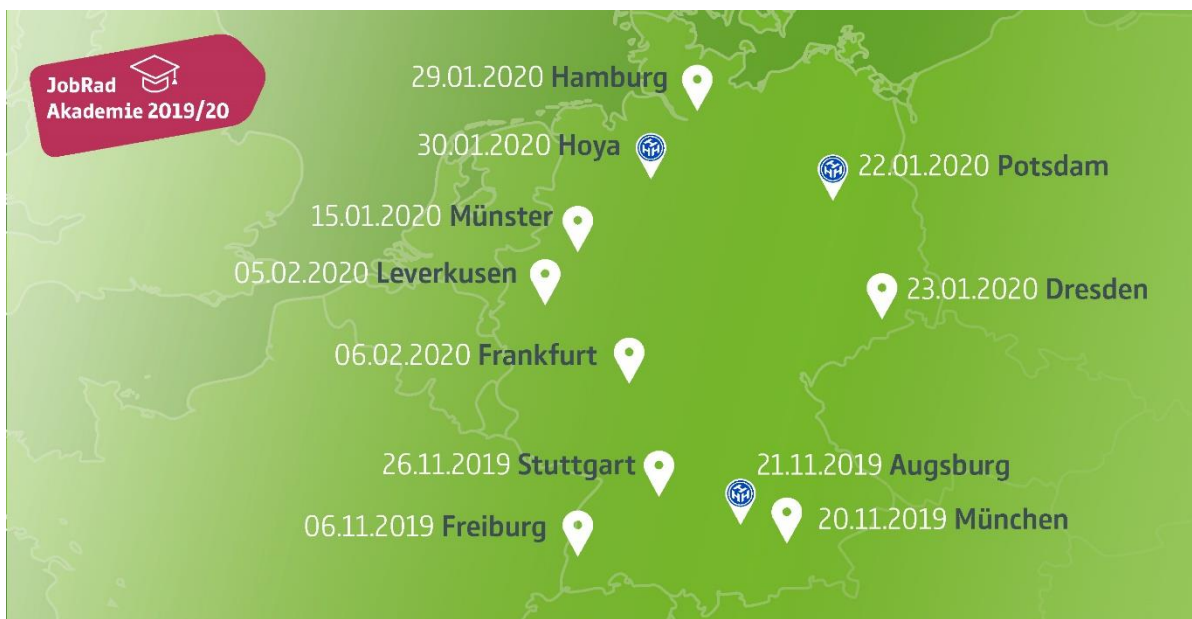 JobRad
Akademie 2019/20
29.01.2020 Hamburg
30.01.2020 Hoya
22.01.2020 Potsdam
15.01.2020 Münster
05.02.2020 Leverkusen
23.01.2020 Dresden
06.02.2020 Frankfurt
26.11.2019 Stuttgart
21.11.2019 Augsburg
06.11.2019 Freiburg
20.11.2019 München